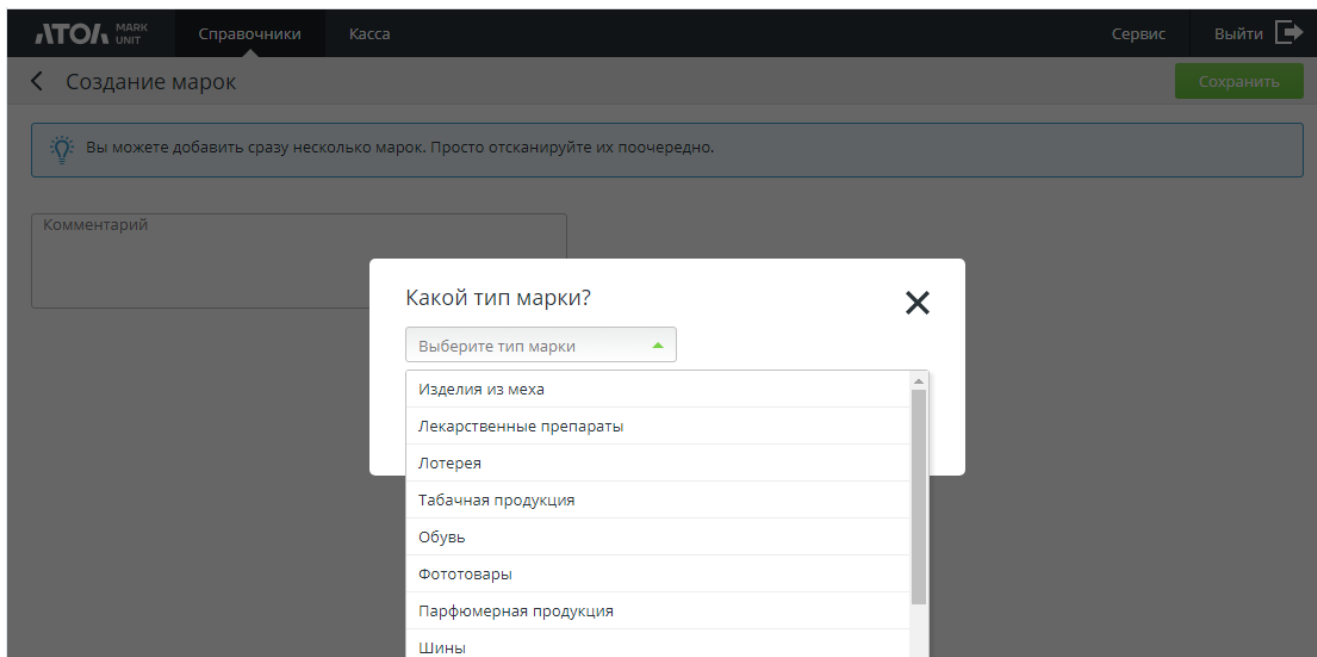 АТОЛ MARK UNIT Справочники Касса Сервис Выйти
Создание марок Сохранить
Вы можете добавить сразу несколько марок. Просто отсканируйте их поочередно.
Комментарий
Какой тип марки?
Выберите тип марки
Изделия из меха
Лекарственные препараты
Лотерея
Табачная продукция
Обувь
Фототовары
Парфюмерная продукция
Шины